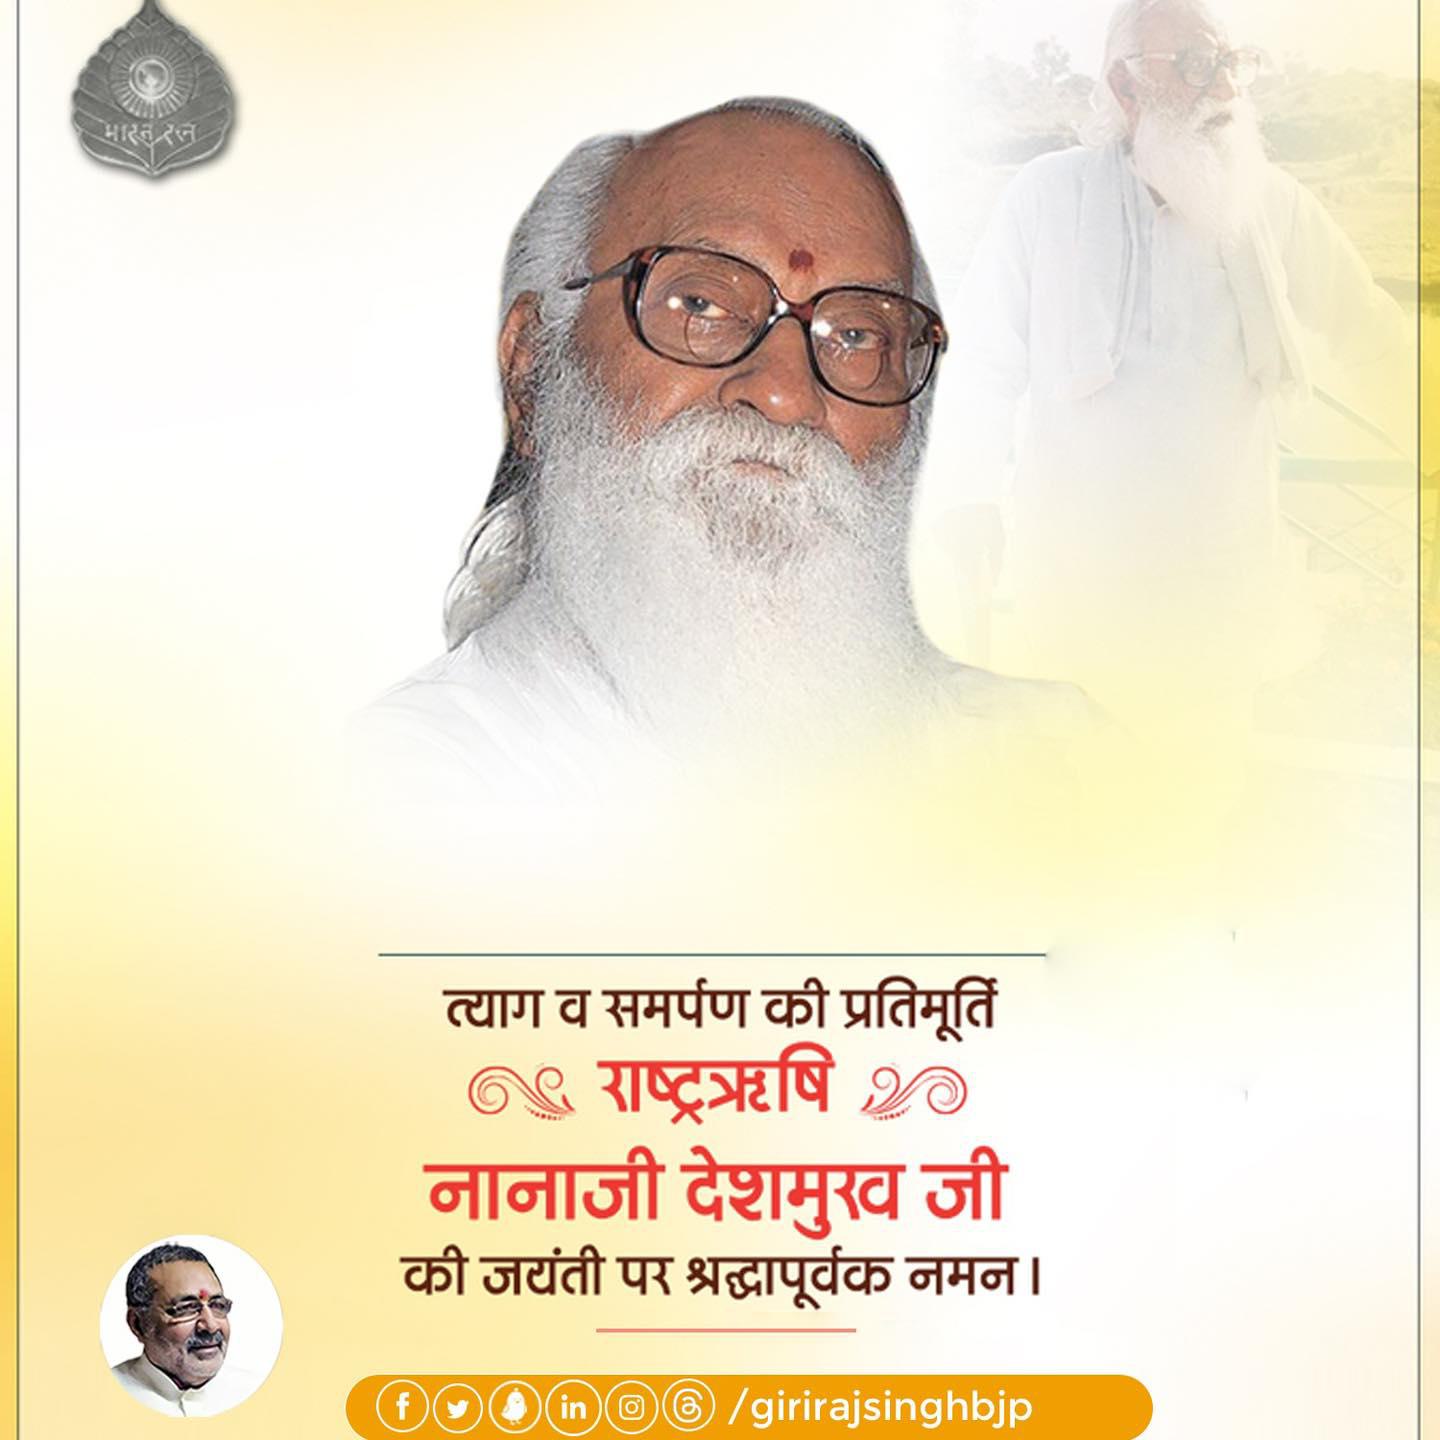 भारत रत्न
त्याग व समर्पण की प्रतिमूर्ति
राष्ट्रऋषि
नानाजी देशमुख जी
की जयंती पर श्रद्धापूर्वक नमन।
/girirajsinghbjp